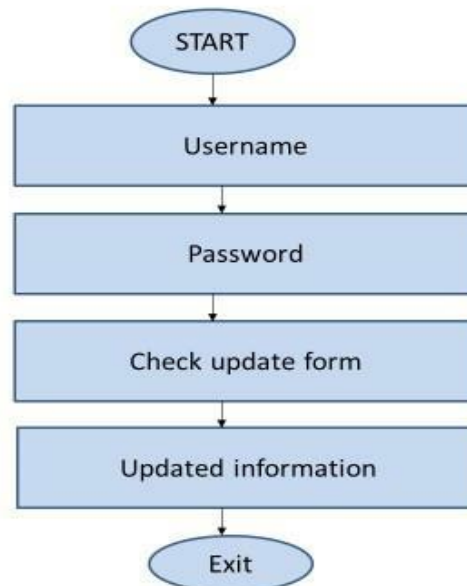 START
Username
Password
Check update form
Updated information
Exit